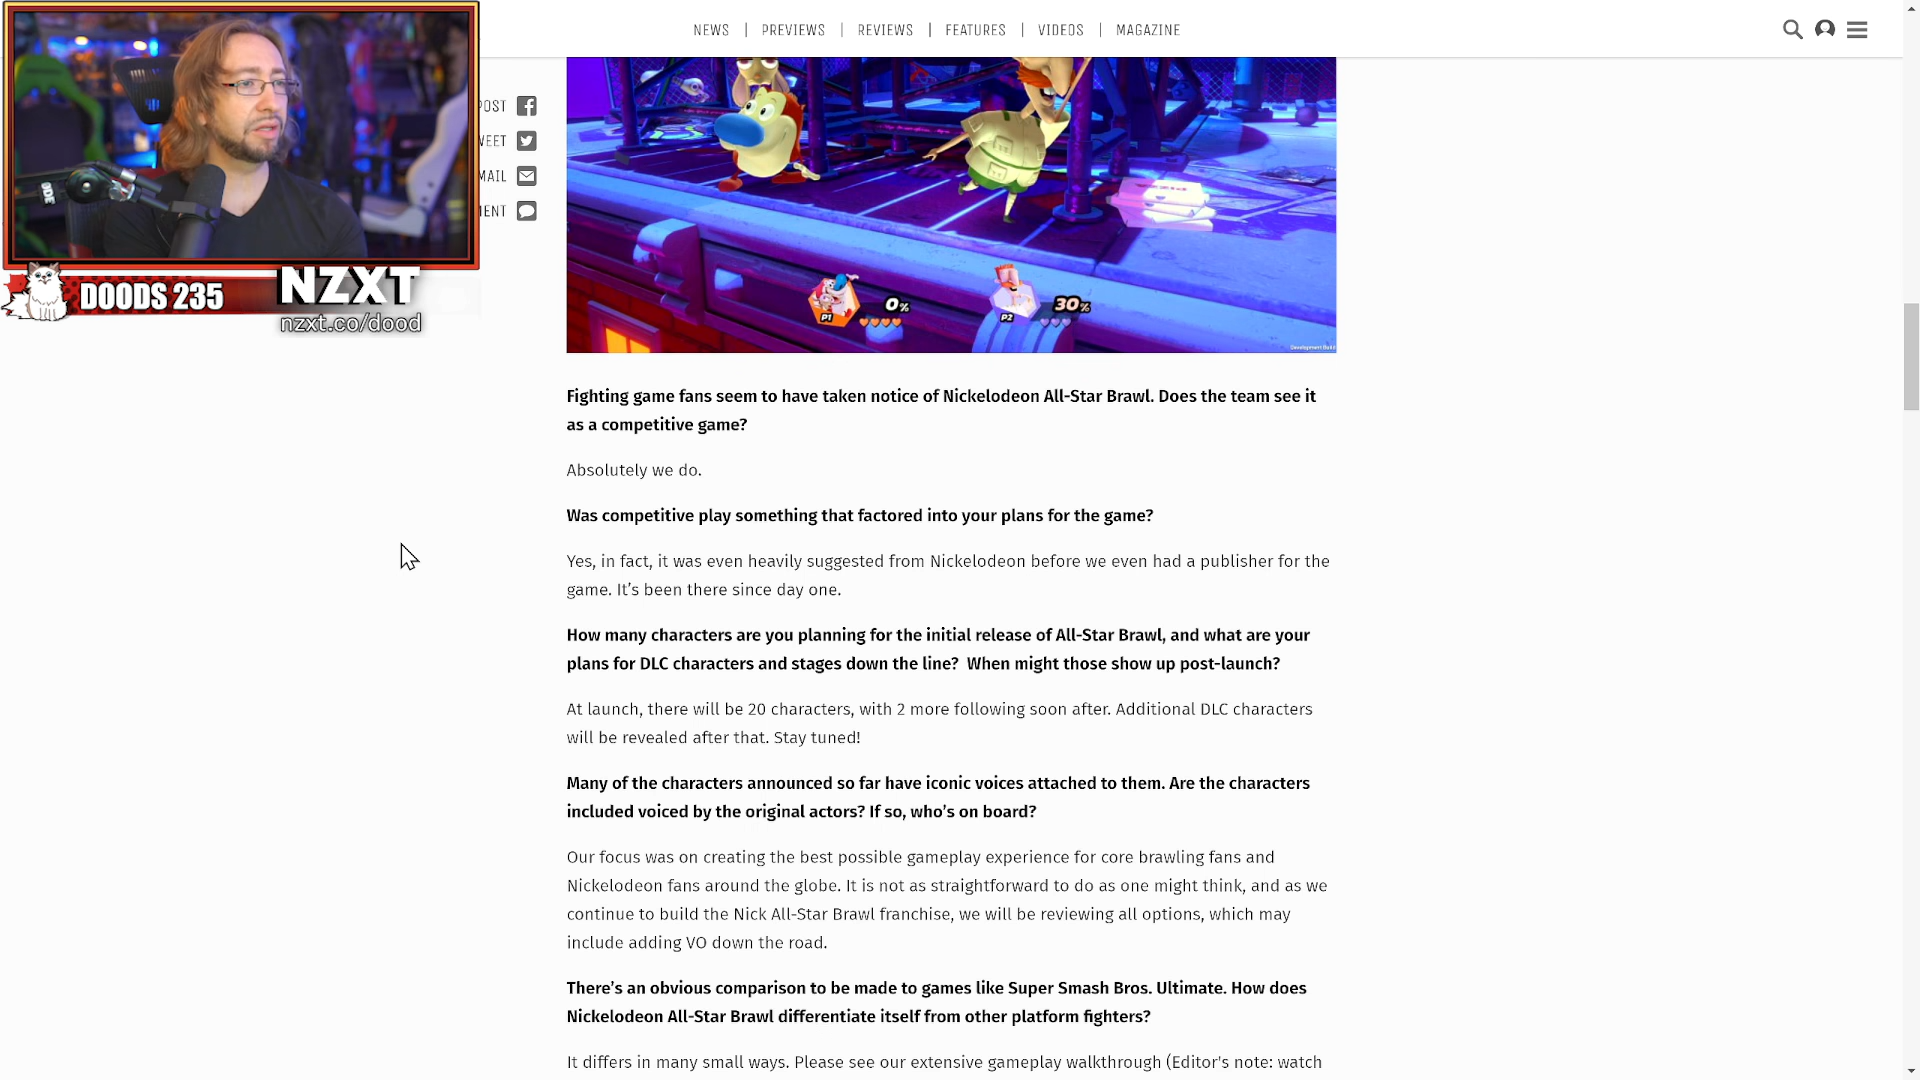 NEWS | PREVIEWS | REVIEWS | FEATURES | VIDEOS | MAGAZINE
POST
WEET
MAIL
MENT
DOODS 235
NZXT
nzxt.co/dood
P1 0%
P2 30%
Development Build
Fighting game fans seem to have taken notice of Nickelodeon All-Star Brawl. Does the team see it
as a competitive game?
Absolutely we do.
Was competitive play something that factored into your plans for the game?
Yes, in fact, it was even heavily suggested from Nickelodeon before we even had a publisher for the
game. It’s been there since day one.
How many characters are you planning for the initial release of All-Star Brawl, and what are your
plans for DLC characters and stages down the line?  When might those show up post-launch?
At launch, there will be 20 characters, with 2 more following soon after. Additional DLC characters
will be revealed after that. Stay tuned!
Many of the characters announced so far have iconic voices attached to them. Are the characters
included voiced by the original actors? If so, who’s on board?
Our focus was on creating the best possible gameplay experience for core brawling fans and
Nickelodeon fans around the globe. It is not as straightforward to do as one might think, and as we
continue to build the Nick All-Star Brawl franchise, we will be reviewing all options, which may
include adding VO down the road.
There’s an obvious comparison to be made to games like Super Smash Bros. Ultimate. How does
Nickelodeon All-Star Brawl differentiate itself from other platform fighters?
It differs in many small ways. Please see our extensive gameplay walkthrough (Editor's note: watch